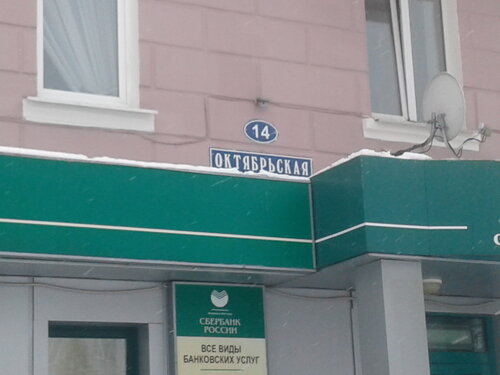 14
ОКТЯБРЬСКАЯ
СБЕРБАНК
РОССИИ
ВСЕ ВИДЫ
БАНКОВСКИХ УСЛУГ